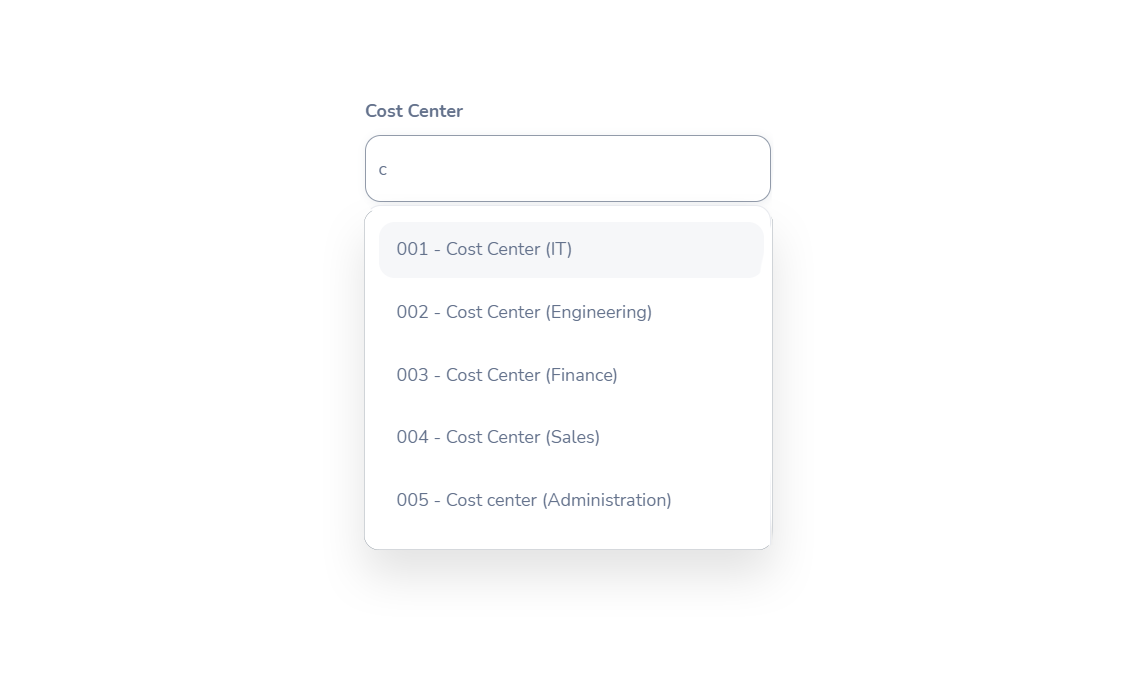 Cost Center
c
001 - Cost Center (IT)
002 - Cost Center (Engineering)
003 - Cost Center (Finance)
004 - Cost Center (Sales)
005 - Cost center (Administration)